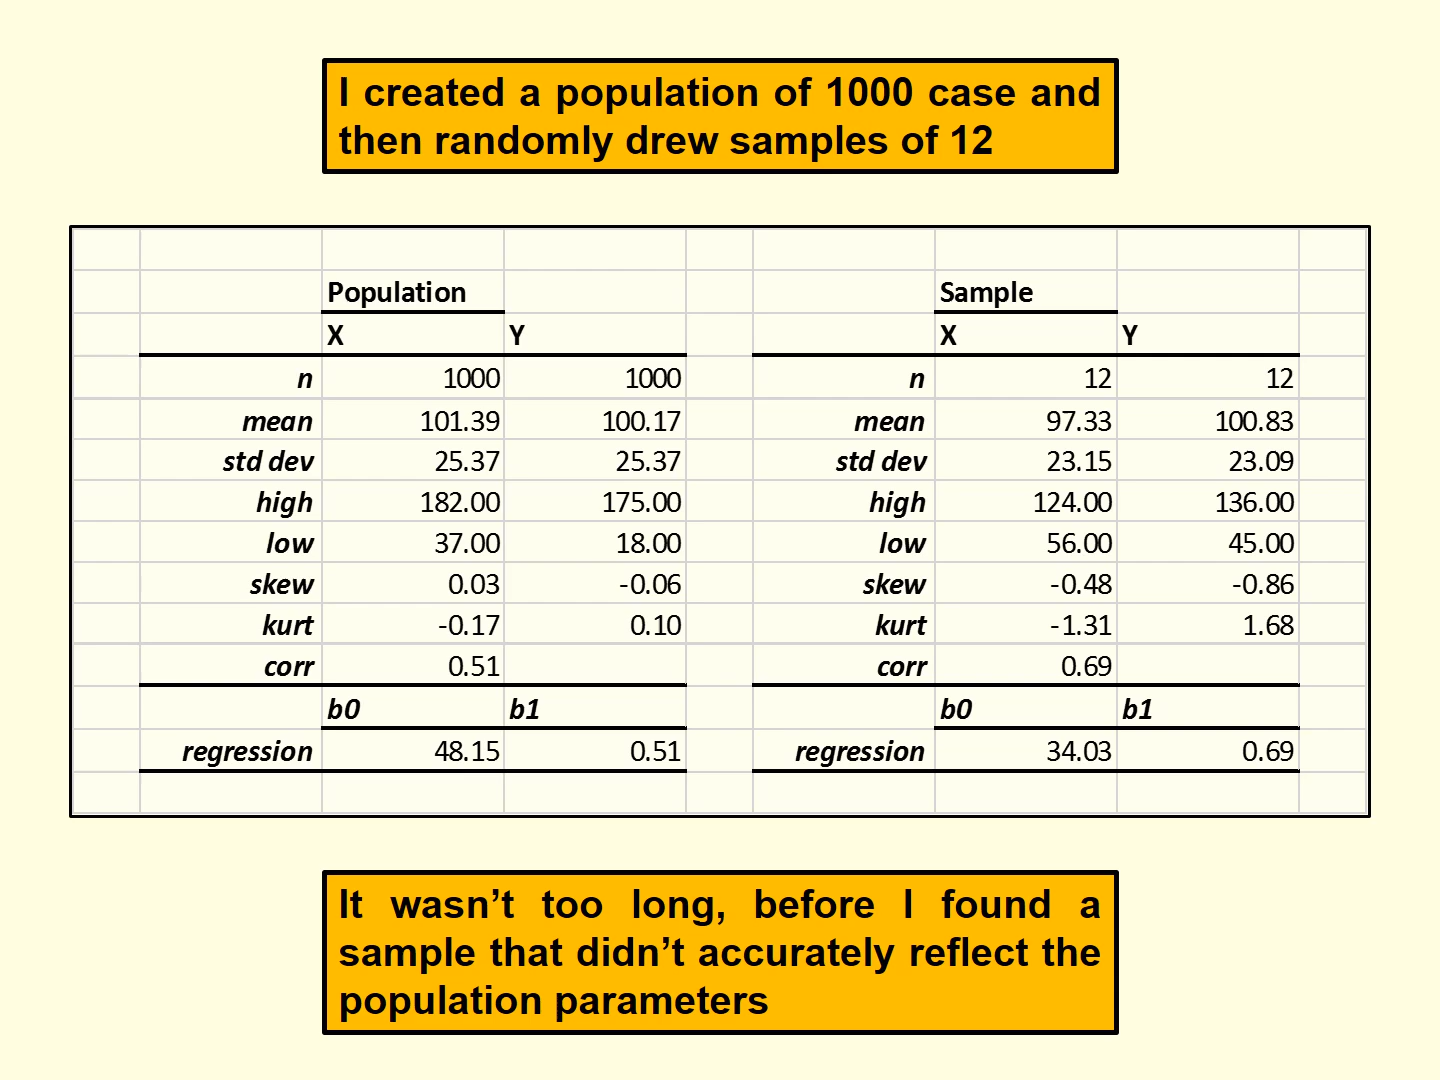 I created a population of 1000 case and
then randomly drew samples of 12
Population Sample
X Y X Y
n 1000 1000 n 12 12
mean 101.39 100.17 mean 97.33 100.83
std dev 25.37 25.37 std dev 23.15 23.09
high 182.00 175.00 high 124.00 136.00
low 37.00 18.00 low 56.00 45.00
skew 0.03 -0.06 skew -0.48 -0.86
kurt -0.17 0.10 kurt -1.31 1.68
corr 0.51 corr 0.69
b0 b1 b0 b1
regression 48.15 0.51 regression 34.03 0.69
It wasn’t too long, before I found a
sample that didn’t accurately reflect the
population parameters